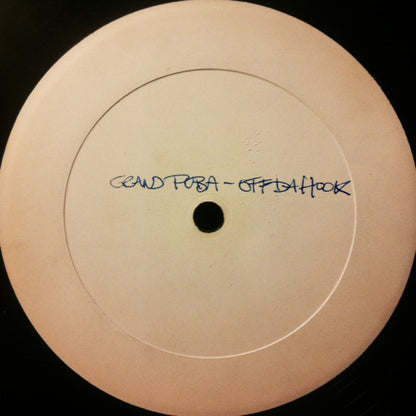 GRAND PUBA - OFF DA HOOK